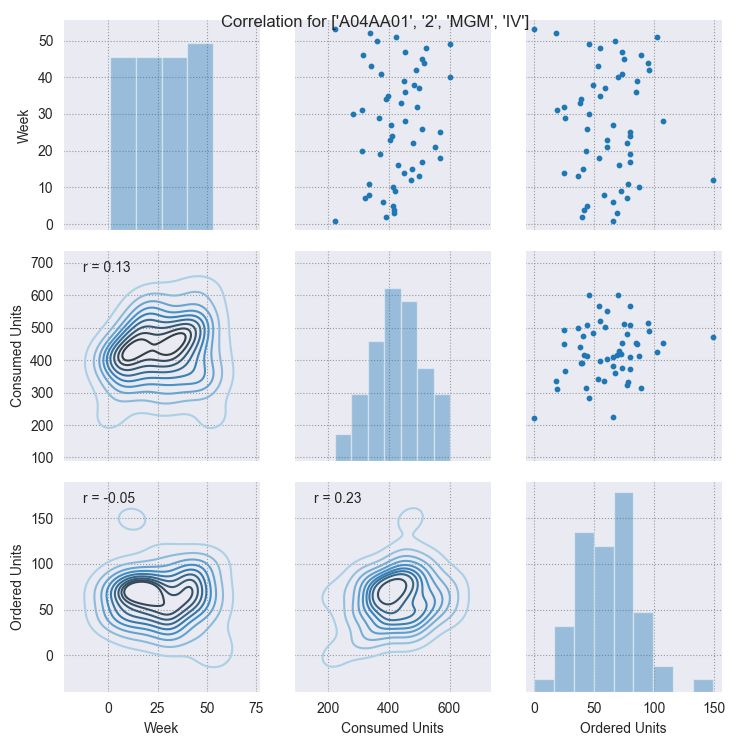 Correlation for ['A04AA01', '2', 'MGM', 'IV']
50
40
30
20
10
0
Week
r = 0.13
700
600
500
400
300
200
100
Consumed Units
r = -0.05
r = 0.23
150
100
50
0
Ordered Units
0 25 50 75
200 400 600
0 50 100 150
Week
Consumed Units
Ordered Units